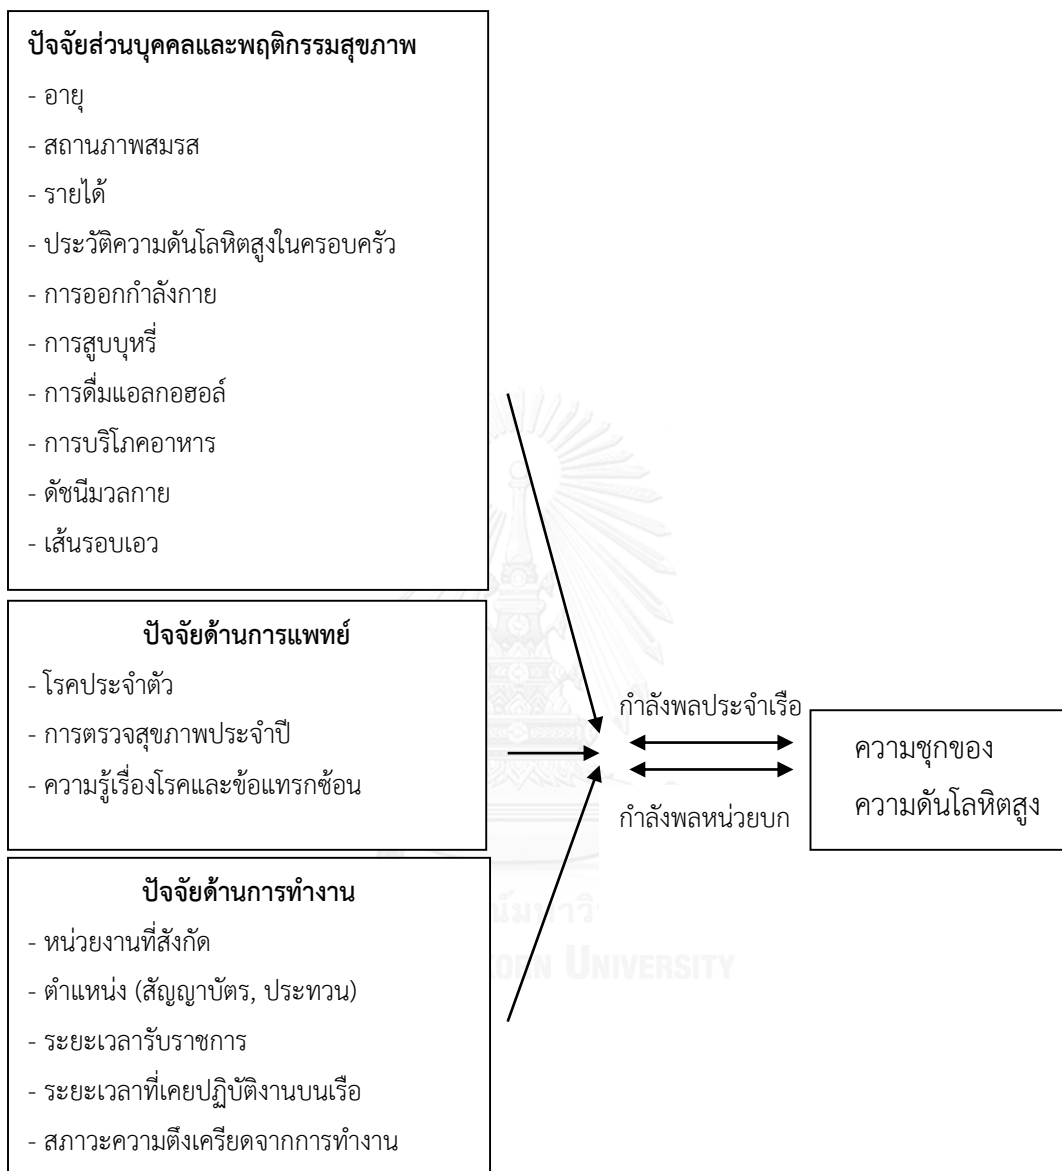 ปัจจัยส่วนบุคคลและพฤติกรรมสุขภาพ
- อายุ
- สถานภาพสมรส
- รายได้
- ประวัติความดันโลหิตสูงในครอบครัว
- การออกกำลังกาย
- การสูบบุหรี่
- การดื่มแอลกอฮอล์
- การบริโภคอาหาร
- ดัชนีมวลกาย
- เส้นรอบเอว
ปัจจัยด้านการแพทย์
- โรคประจำตัว
- การตรวจสุขภาพประจำปี
- ความรู้เรื่องโรคและข้อแทรกซ้อน
กำลังพลประจำเรือ
กำลังพลหน่วยบก
ความชุกของ
ความดันโลหิตสูง
ปัจจัยด้านการทำงาน
- หน่วยงานที่สังกัด
- ตำแหน่ง (สัญญาบัตร, ประทวน)
- ระยะเวลารับราชการ
- ระยะเวลาที่เคยปฏิบัติงานบนเรือ
- สภาวะความตึงเครียดจากการทำงาน
UNIVERSITY